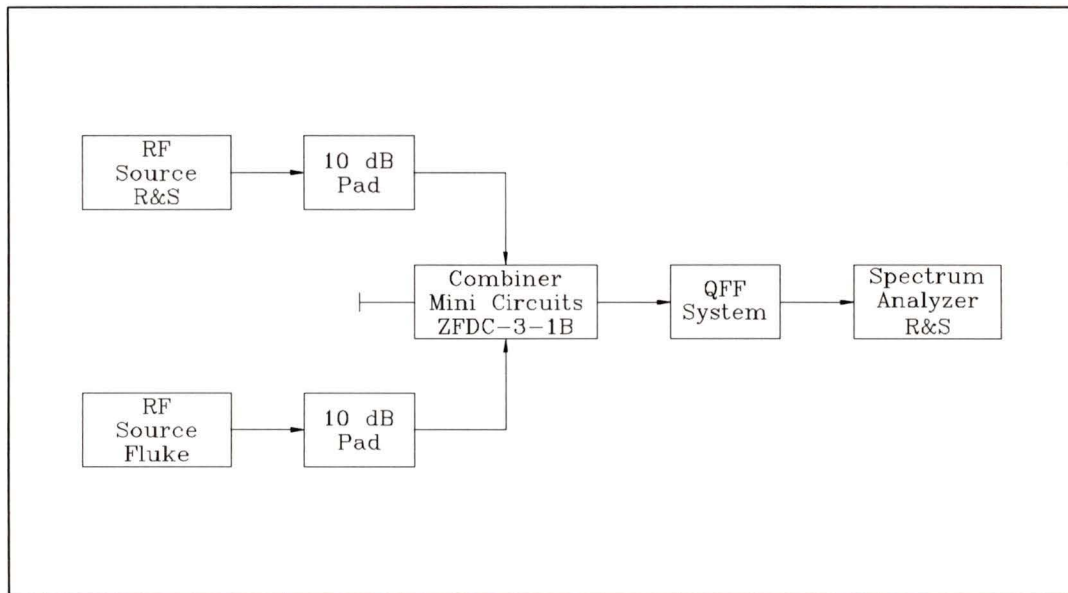 RF
Source
R&S
10 dB
Pad
Combiner
Mini Circuits
ZFDC-3-1B
QFF
System
Spectrum
Analyzer
R&S
RF
Source
Fluke
10 dB
Pad